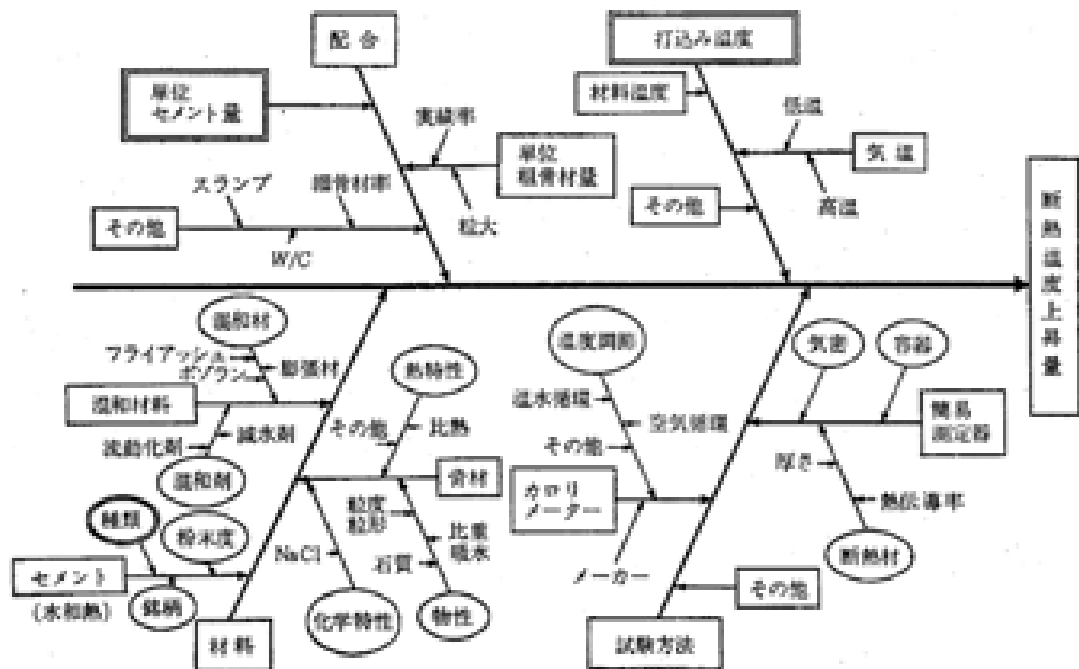 配合
打込み温度
単位
セメント量
材料温度
実績率
低温
単位
粗骨材量
気温
スランプ
細骨材率
その他
高温
その他
粒大
W/C
断熱温度上昇量
混和材
温度調節
気密
容器
フライアッシュ
ポゾラン
膨張材
熱特性
温水循環
混和材料
その他
比熱
空気循環
簡易
測定器
減水剤
流動化剤
その他
厚さ
混和剤
骨材
カロリ
メーター
種類
粒度
粒形
熱伝導率
粉末度
NaCl
比重
吸水
石質
断熱材
セメント
(水和熱)
銘柄
メーカー
その他
化学特性
物性
材料
試験方法